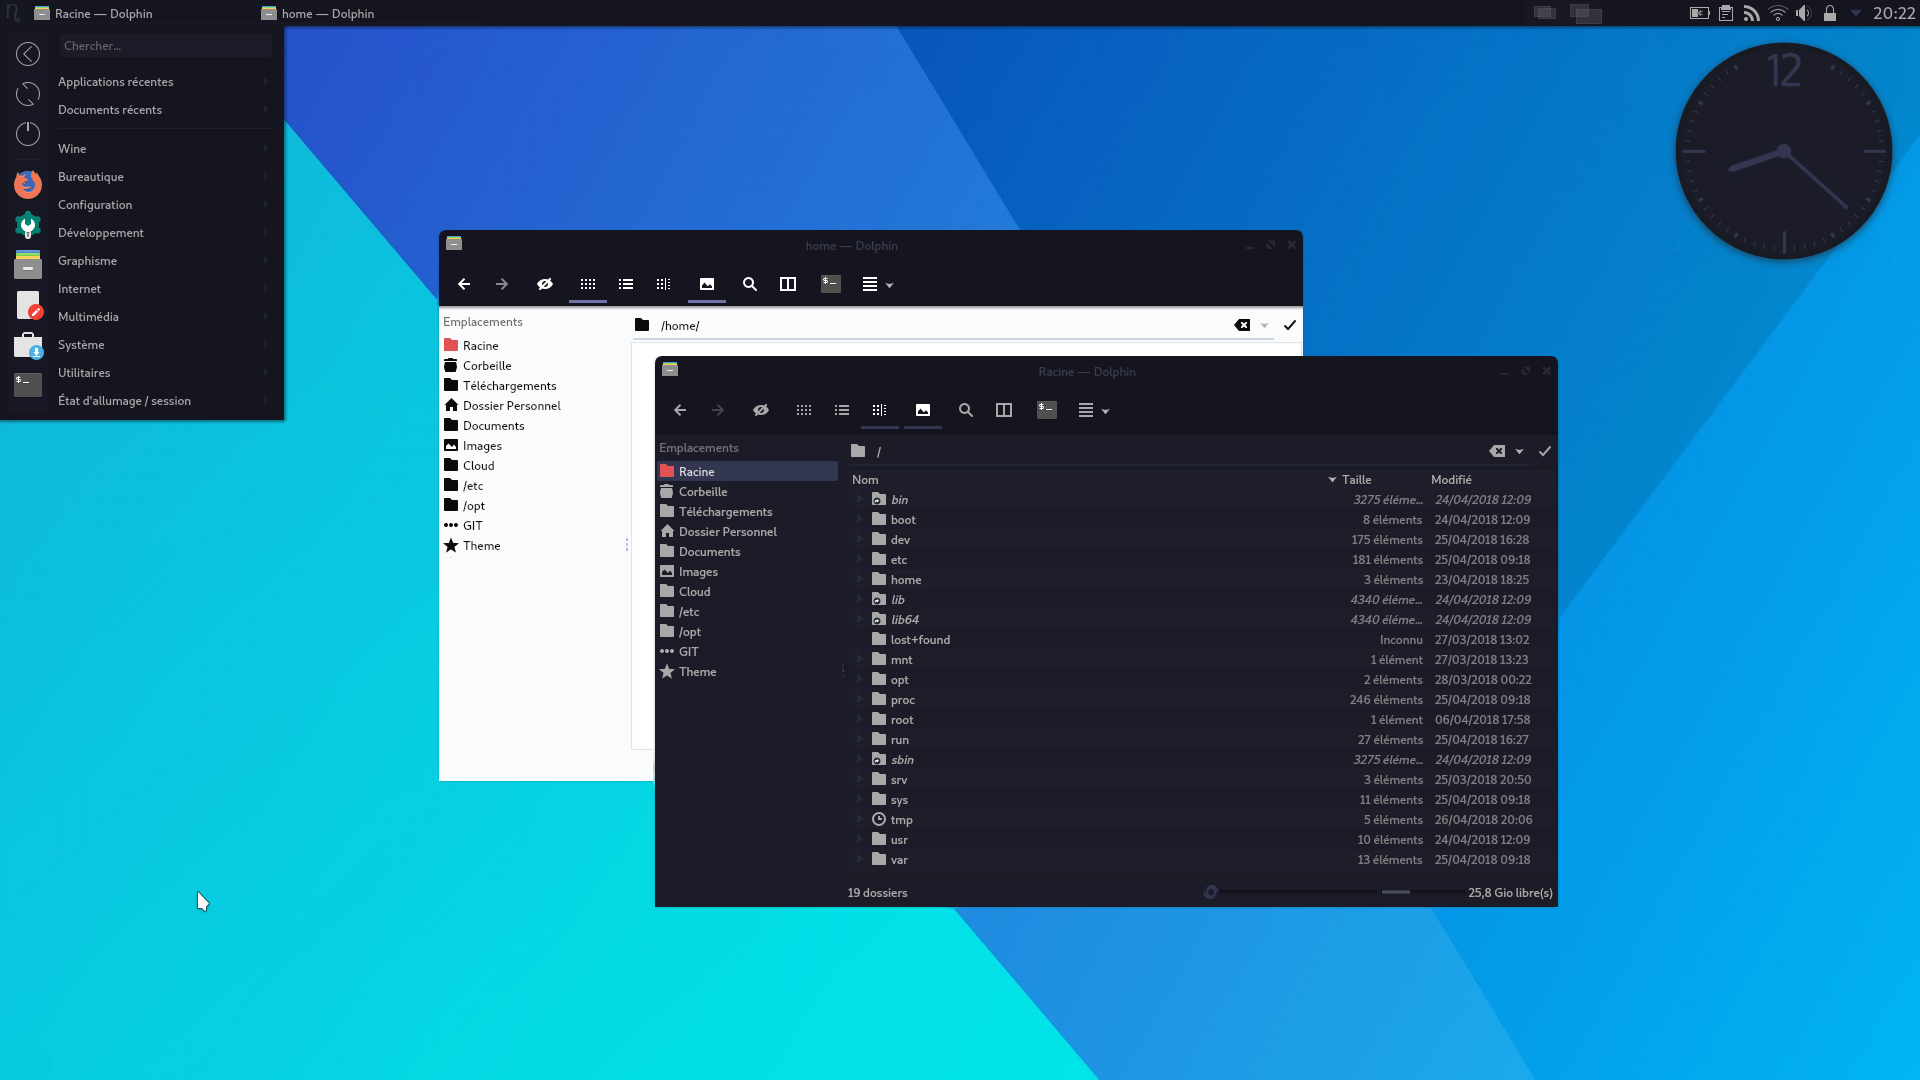 Racine — Dolphin
home — Dolphin
20:22
Chercher...
Applications récentes
Documents récents
Wine
Bureautique
Configuration
Développement
Graphisme
Internet
Multimédia
Système
Utilitaires
État d'allumage / session
12
home — Dolphin
$–
Emplacements
/home/
Racine
Corbeille
Téléchargements
Dossier Personnel
Documents
Images
Cloud
/etc
/opt
GIT
Theme
Racine — Dolphin
$–
Emplacements
/
Racine
Corbeille
Téléchargements
Dossier Personnel
Documents
Images
Cloud
/etc
/opt
GIT
Theme
Nom Taille Modifié
bin 3275 éléme... 24/04/2018 12:09
boot 8 éléments 24/04/2018 12:09
dev 175 éléments 25/04/2018 16:28
etc 181 éléments 25/04/2018 09:18
home 3 éléments 23/04/2018 18:25
lib 4340 éléme... 24/04/2018 12:09
lib64 4340 éléme... 24/04/2018 12:09
lost+found Inconnu 27/03/2018 13:02
mnt 1 élément 27/03/2018 13:23
opt 2 éléments 28/03/2018 00:22
proc 246 éléments 25/04/2018 09:18
root 1 élément 06/04/2018 17:58
run 27 éléments 25/04/2018 16:27
sbin 3275 éléme... 24/04/2018 12:09
srv 3 éléments 25/03/2018 20:50
sys 11 éléments 25/04/2018 09:18
tmp 5 éléments 26/04/2018 20:06
usr 10 éléments 24/04/2018 12:09
var 13 éléments 25/04/2018 09:18
19 dossiers
25,8 Gio libre(s)
$–